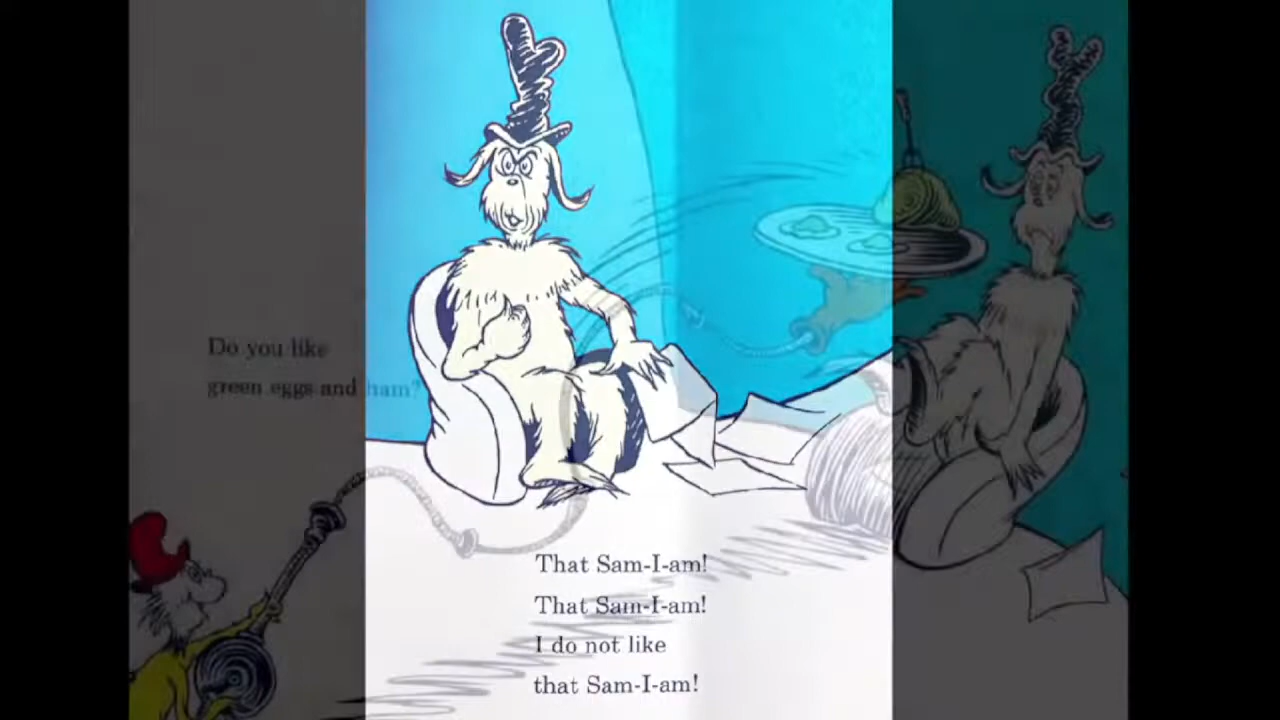 Do you like
green eggs and ham?
That Sam-I-am!
That Sam-I-am!
I do not like
that Sam-I-am!